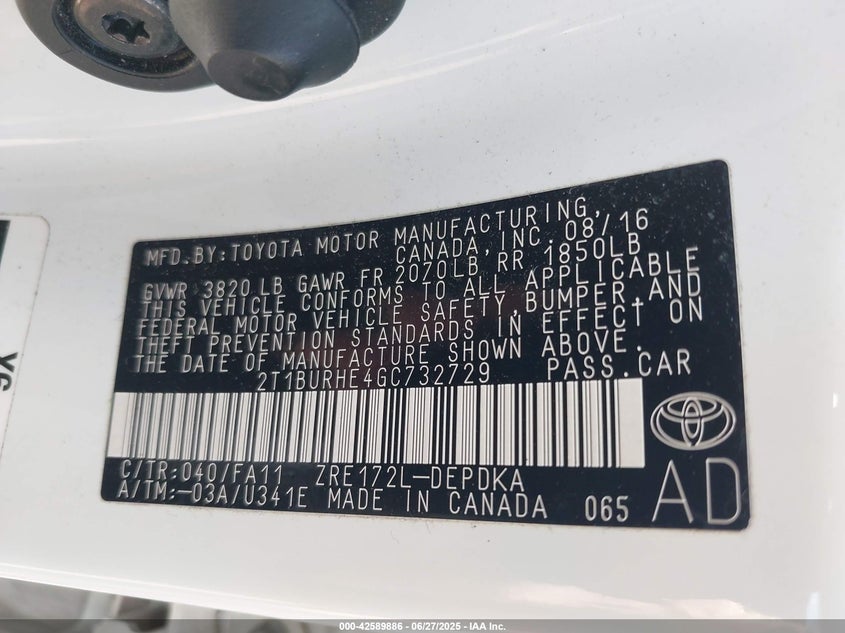 MFD. BY: TOYOTA MOTOR MANUFACTURING,
CANADA, INC. 08/16
GVWR 3820 LB GAWR FR 2070LB RR 1850LB
THIS VEHICLE CONFORMS TO ALL APPLICABLE
FEDERAL MOTOR VEHICLE SAFETY, BUMPER, AND
THEFT PREVENTION STANDARDS IN EFFECT ON
THE DATE OF MANUFACTURE SHOWN ABOVE.
2T1BURHE4GC732729 PASS.CAR
C/TR:040/FA11 ZRE172L-DEPDKA
A/TM:-03A/U341E MADE IN CANADA 065 AD
000-42589886 - 06/27/2025 - IAA Inc.